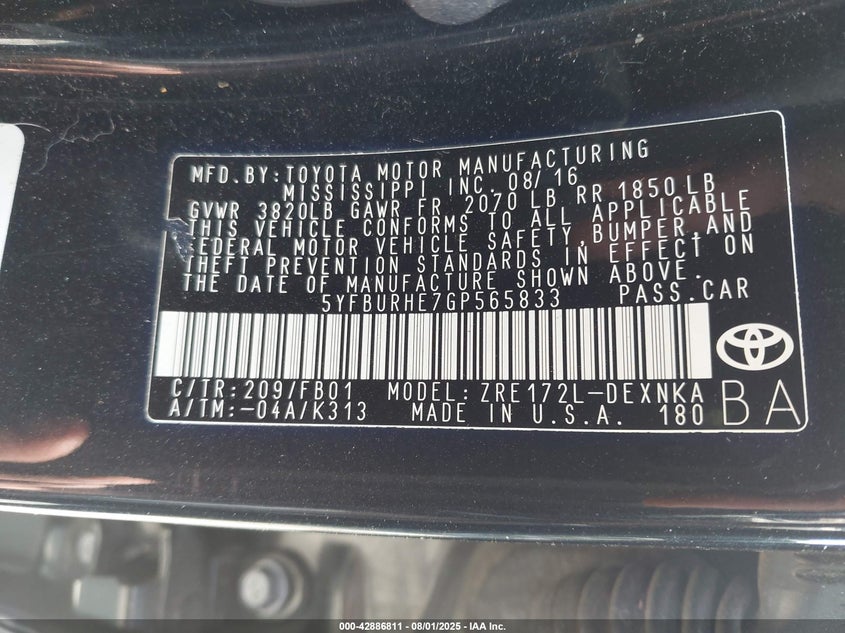 MFD. BY: TOYOTA MOTOR MANUFACTURING
MISSISSIPPI INC. 08/16
GVWR 3820LB GAWR FR 2070 LB RR 1850 LB
THIS VEHICLE CONFORMS TO ALL APPLICABLE
FEDERAL MOTOR VEHICLE SAFETY, BUMPER, AND
THEFT PREVENTION STANDARDS IN EFFECT ON
THE DATE OF MANUFACTURE SHOWN ABOVE.
5YFBURHE7GP565833 PASS. CAR
C/TR: 209/FB01 MODEL: ZRE172L-DEXNKA
A/TM: -04A/K313 MADE IN U.S.A. 180 BA
000-42886811 - 08/01/2025 - IAA Inc.